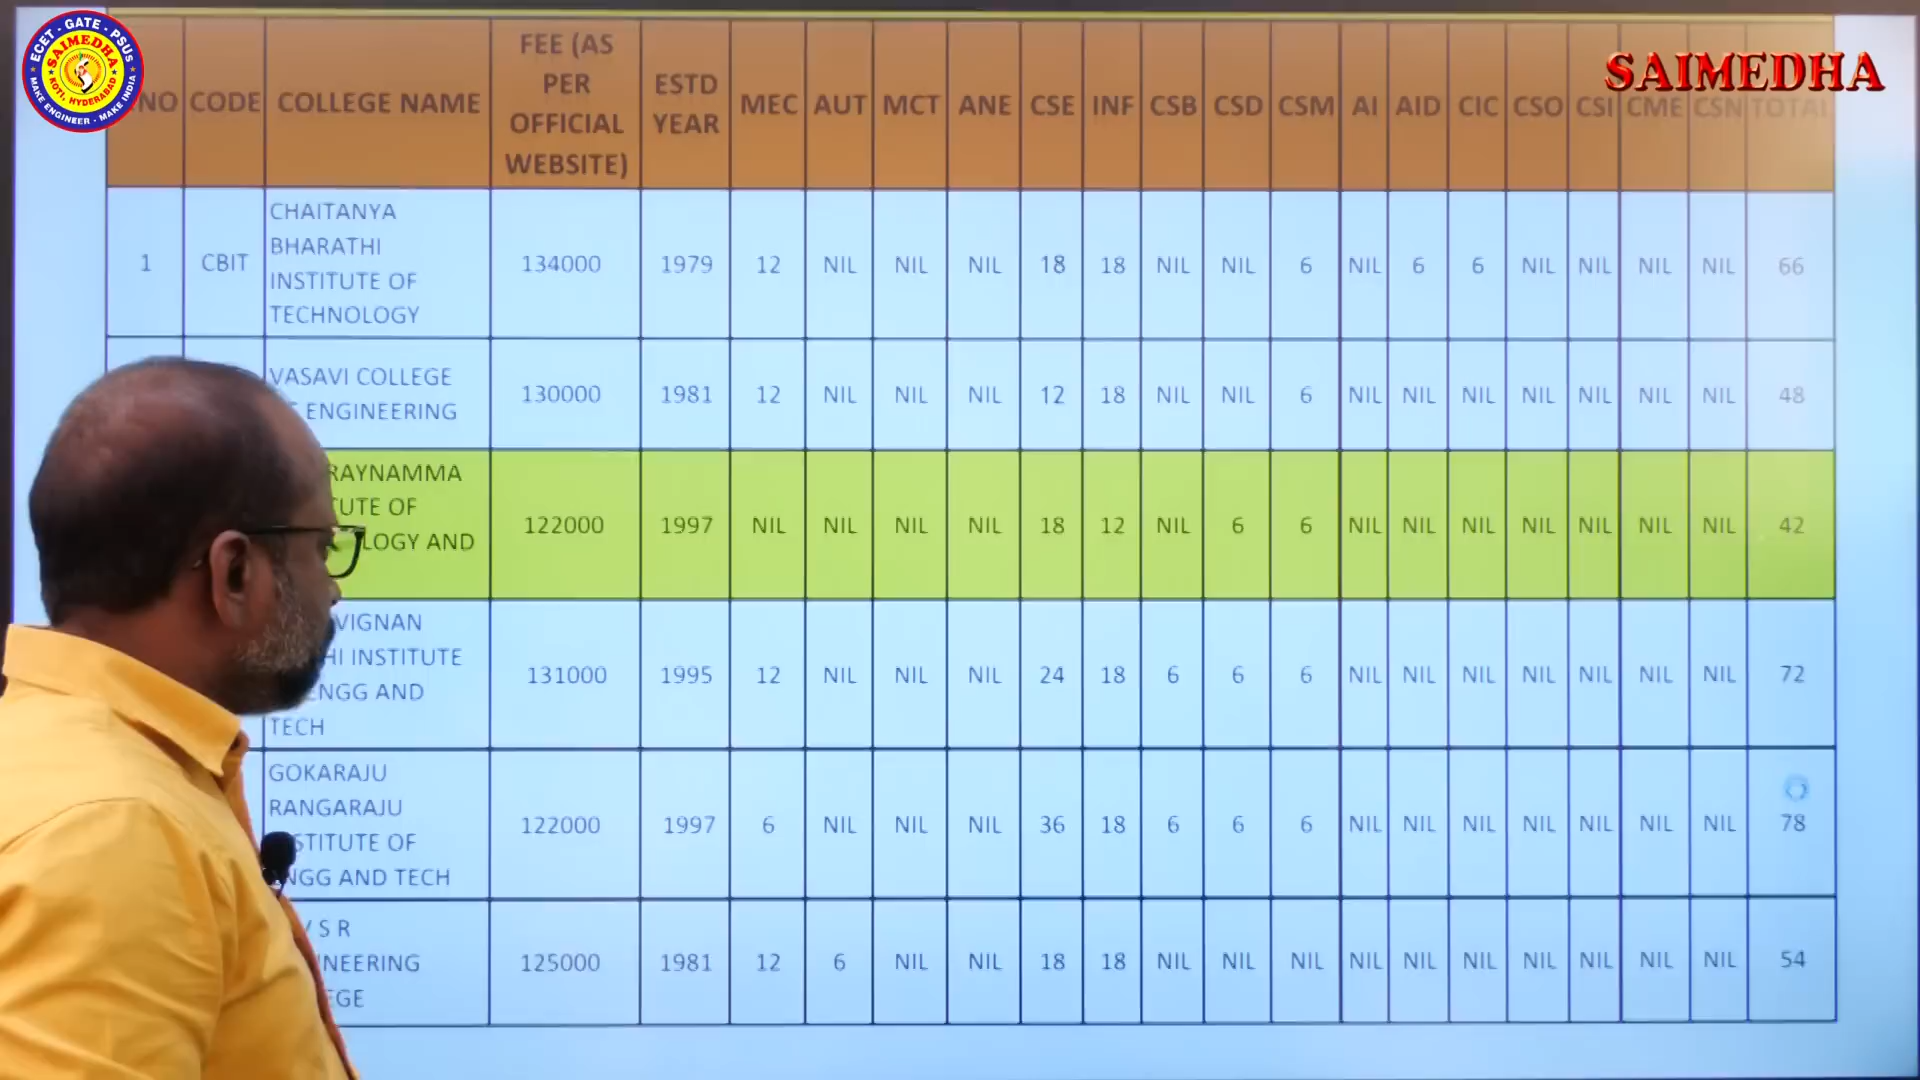 ECET - GATE - PSUS
SAIMEDHA
KOTI, HYDERABAD
MAKE ENGINEER - MAKE INDIA
SAIMEDHA
NO CODE COLLEGE NAME FEE (AS PER OFFICIAL WEBSITE) ESTD YEAR MEC AUT MCT ANE CSE INF CSB CSD CSM AI AID CIC CSO CSI CME CSN TOTAL
1 CBIT CHAITANYA BHARATHI INSTITUTE OF TECHNOLOGY 134000 1979 12 NIL NIL NIL 18 18 NIL NIL 6 NIL 6 6 NIL NIL NIL NIL 66
VASAVI COLLEGE ENGINEERING 130000 1981 12 NIL NIL NIL 12 18 NIL NIL 6 NIL NIL NIL NIL NIL NIL NIL 48
RAYNAMMA UTE OF LOGY AND 122000 1997 NIL NIL NIL NIL 18 12 NIL 6 6 NIL NIL NIL NIL NIL NIL NIL 42
VIGNAN HI INSTITUTE ENGG AND TECH 131000 1995 12 NIL NIL NIL 24 18 6 6 6 NIL NIL NIL NIL NIL NIL NIL 72
GOKARAJU RANGARAJU STITUTE OF NGG AND TECH 122000 1997 6 NIL NIL NIL 36 18 6 6 6 NIL NIL NIL NIL NIL NIL NIL 78
V S R NEERING EGE 125000 1981 12 6 NIL NIL 18 18 NIL NIL NIL NIL NIL NIL NIL NIL NIL NIL 54